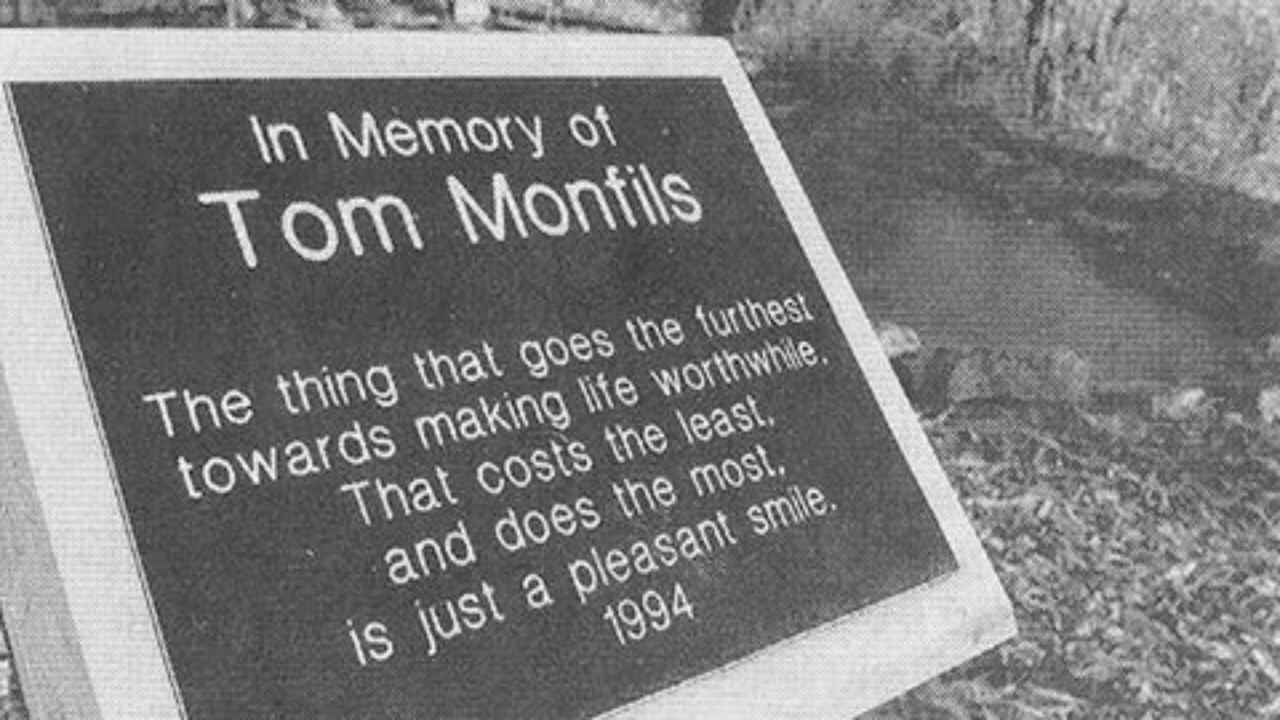 In Memory of
Tom Monfils
The thing that goes the furthest
towards making life worthwhile,
That costs the least,
and does the most,
is just a pleasant smile.
1994